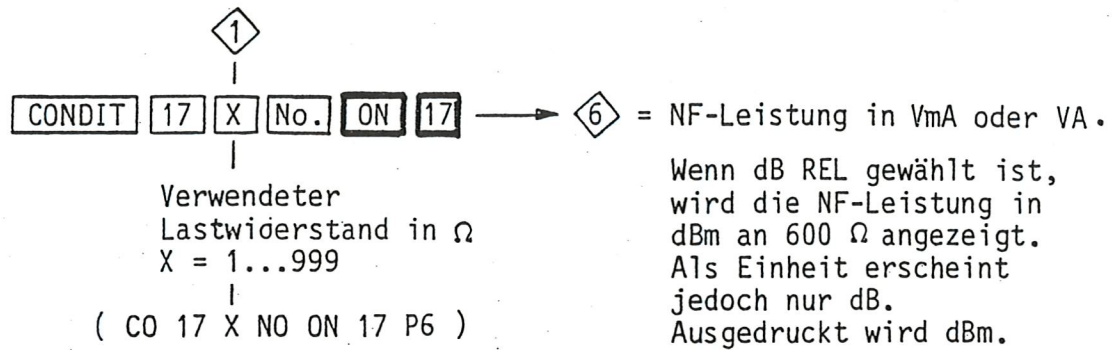 1
CONDIT 17 X No. ON 17 → 6 = NF-Leistung in VmA oder VA.
Verwendeter
Lastwiderstand in Ω
X = 1...999
( CO 17 X NO ON 17 P6 )
Wenn dB REL gewählt ist,
wird die NF-Leistung in
dBm an 600 Ω angezeigt.
Als Einheit erscheint
jedoch nur dB.
Ausgedruckt wird dBm.